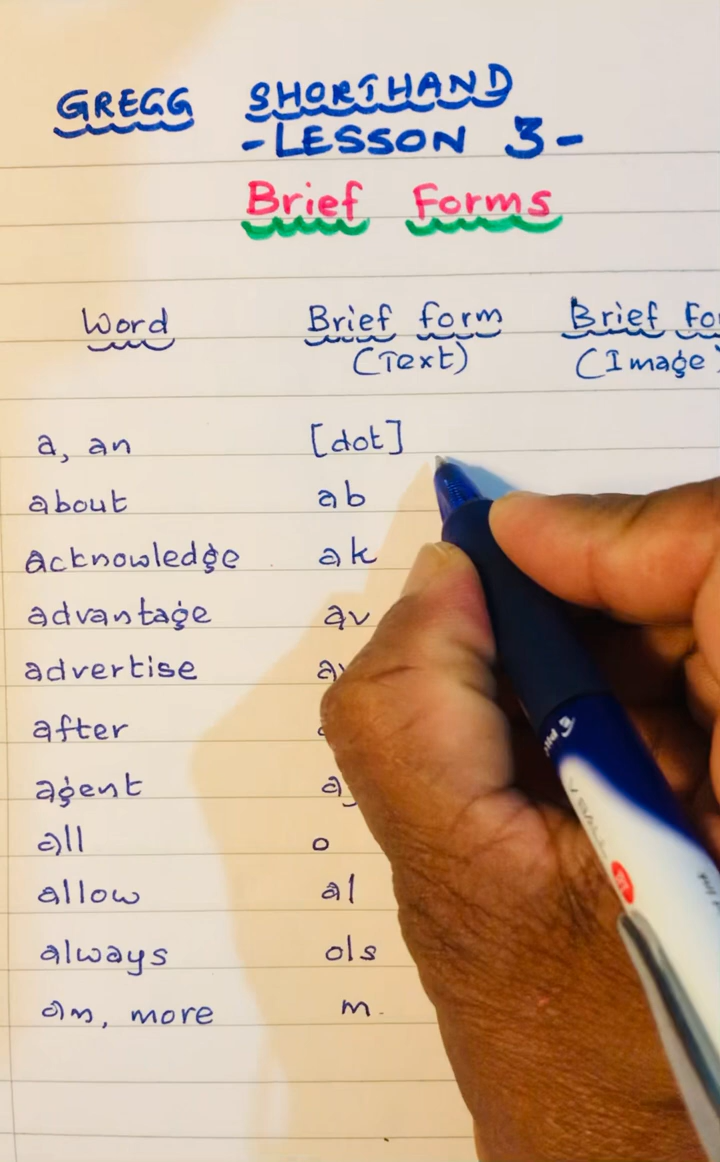 GREGG SHORTHAND
-LESSON 3-
Brief Forms
Word Brief form Brief Fo
(Text) (Image)
a, an [dot]
about ab
acknowledge ak
advantage av
advertise
after
agent
all o
allow al
always ols
am, more m